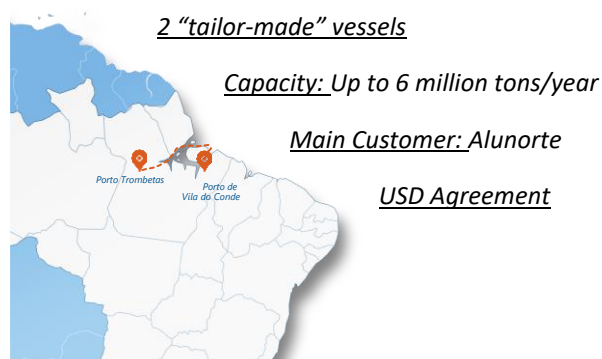 2 “tailor-made” vessels
Capacity: Up to 6 million tons/year
Main Customer: Alunorte
USD Agreement
Porto Trombetas
Porto de
Vila do Conde